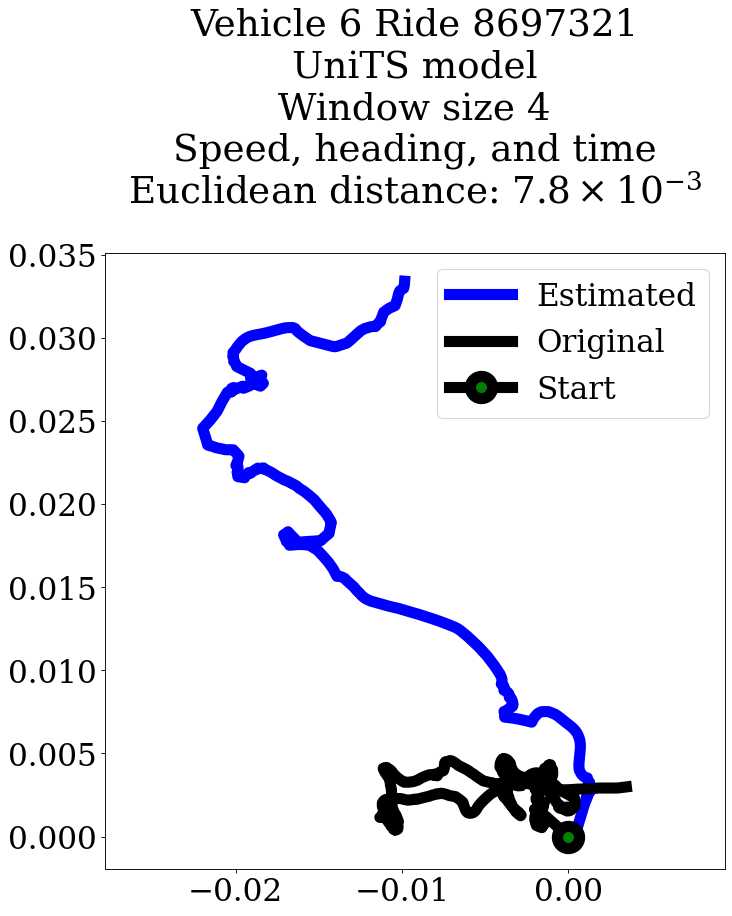 Vehicle 6 Ride 8697321
UniTS model
Window size 4
Speed, heading, and time
Euclidean distance: 7.8 × 10⁻³
0.035
0.030
0.025
0.020
0.015
0.010
0.005
0.000
−0.02 −0.01 0.00
Estimated
Original
Start